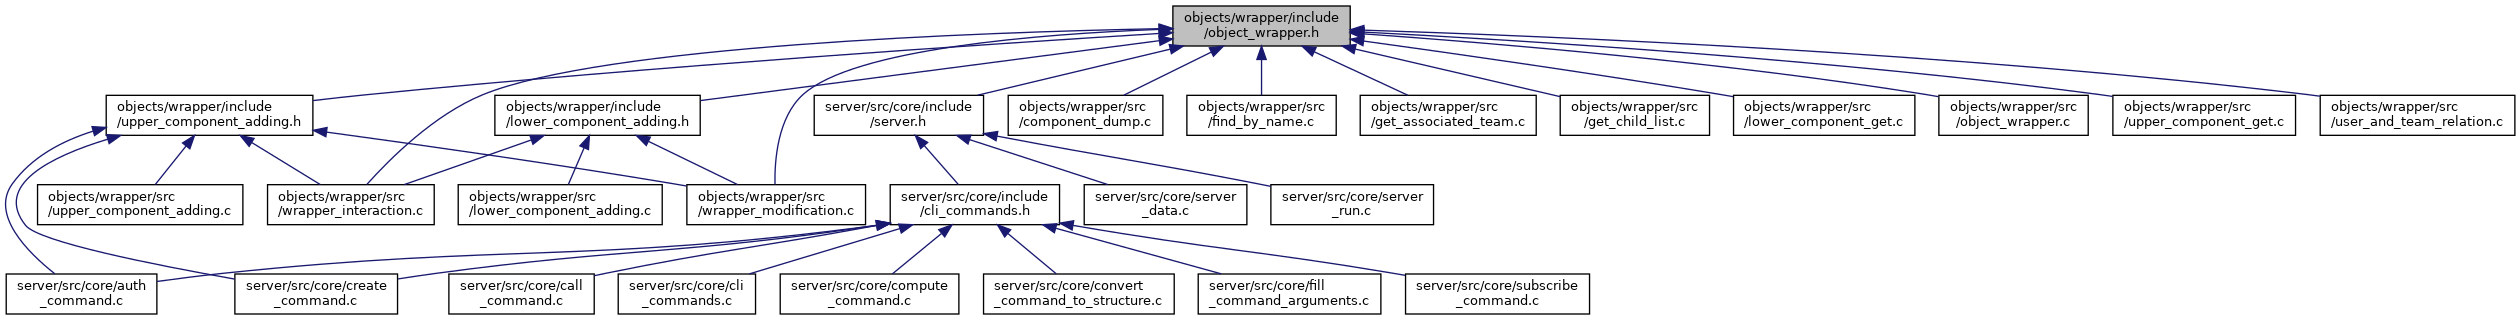 objects/wrapper/include
/object_wrapper.h
objects/wrapper/include
/upper_component_adding.h
objects/wrapper/include
/lower_component_adding.h
server/src/core/include
/server.h
objects/wrapper/src
/component_dump.c
objects/wrapper/src
/find_by_name.c
objects/wrapper/src
/get_associated_team.c
objects/wrapper/src
/get_child_list.c
objects/wrapper/src
/lower_component_get.c
objects/wrapper/src
/object_wrapper.c
objects/wrapper/src
/upper_component_get.c
objects/wrapper/src
/user_and_team_relation.c
objects/wrapper/src
/upper_component_adding.c
objects/wrapper/src
/wrapper_interaction.c
objects/wrapper/src
/lower_component_adding.c
objects/wrapper/src
/wrapper_modification.c
server/src/core/include
/cli_commands.h
server/src/core/server
_data.c
server/src/core/server
_run.c
server/src/core/auth
_command.c
server/src/core/create
_command.c
server/src/core/call
_command.c
server/src/core/cli
_commands.c
server/src/core/compute
_command.c
server/src/core/convert
_command_to_structure.c
server/src/core/fill
_command_arguments.c
server/src/core/subscribe
_command.c